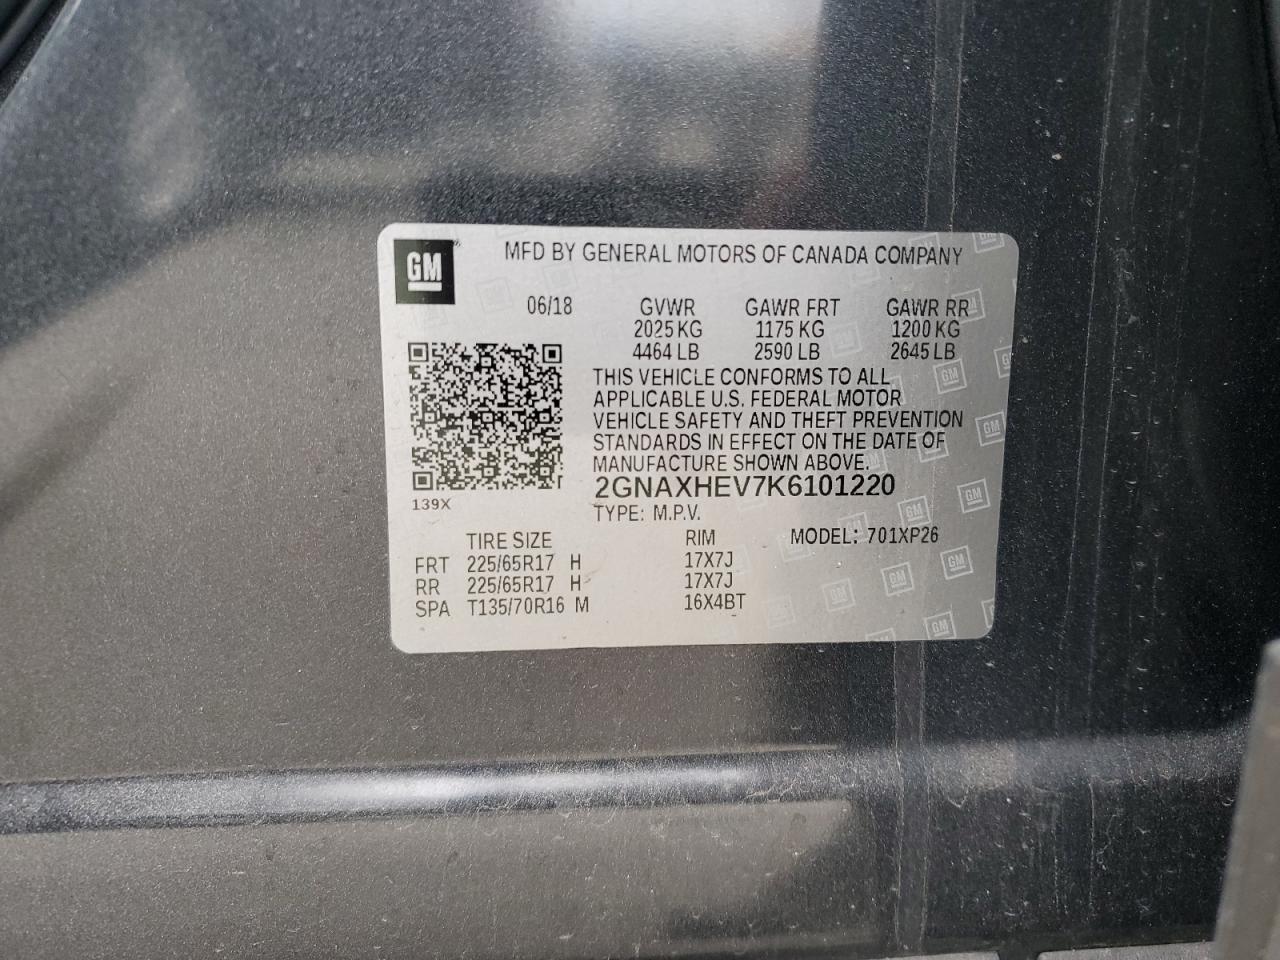 GM ®
MFD BY GENERAL MOTORS OF CANADA COMPANY
06/18 GVWR GAWR FRT GAWR RR
2025 KG 1175 KG 1200 KG
4464 LB 2590 LB 2645 LB
THIS VEHICLE CONFORMS TO ALL
APPLICABLE U.S. FEDERAL MOTOR
VEHICLE SAFETY AND THEFT PREVENTION
STANDARDS IN EFFECT ON THE DATE OF
MANUFACTURE SHOWN ABOVE.
2GNAXHEV7K6101220
139X
TYPE: M.P.V.
TIRE SIZE RIM MODEL: 701XP26
FRT 225/65R17 H 17X7J
RR 225/65R17 H 17X7J
SPA T135/70R16 M 16X4BT